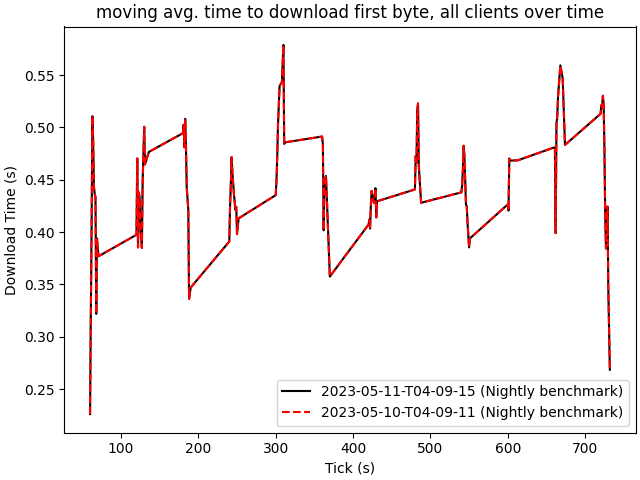 moving avg. time to download first byte, all clients over time
Download Time (s)
0.55
0.50
0.45
0.40
0.35
0.30
0.25
2023-05-11-T04-09-15 (Nightly benchmark)
2023-05-10-T04-09-11 (Nightly benchmark)
100 200 300 400 500 600 700
Tick (s)